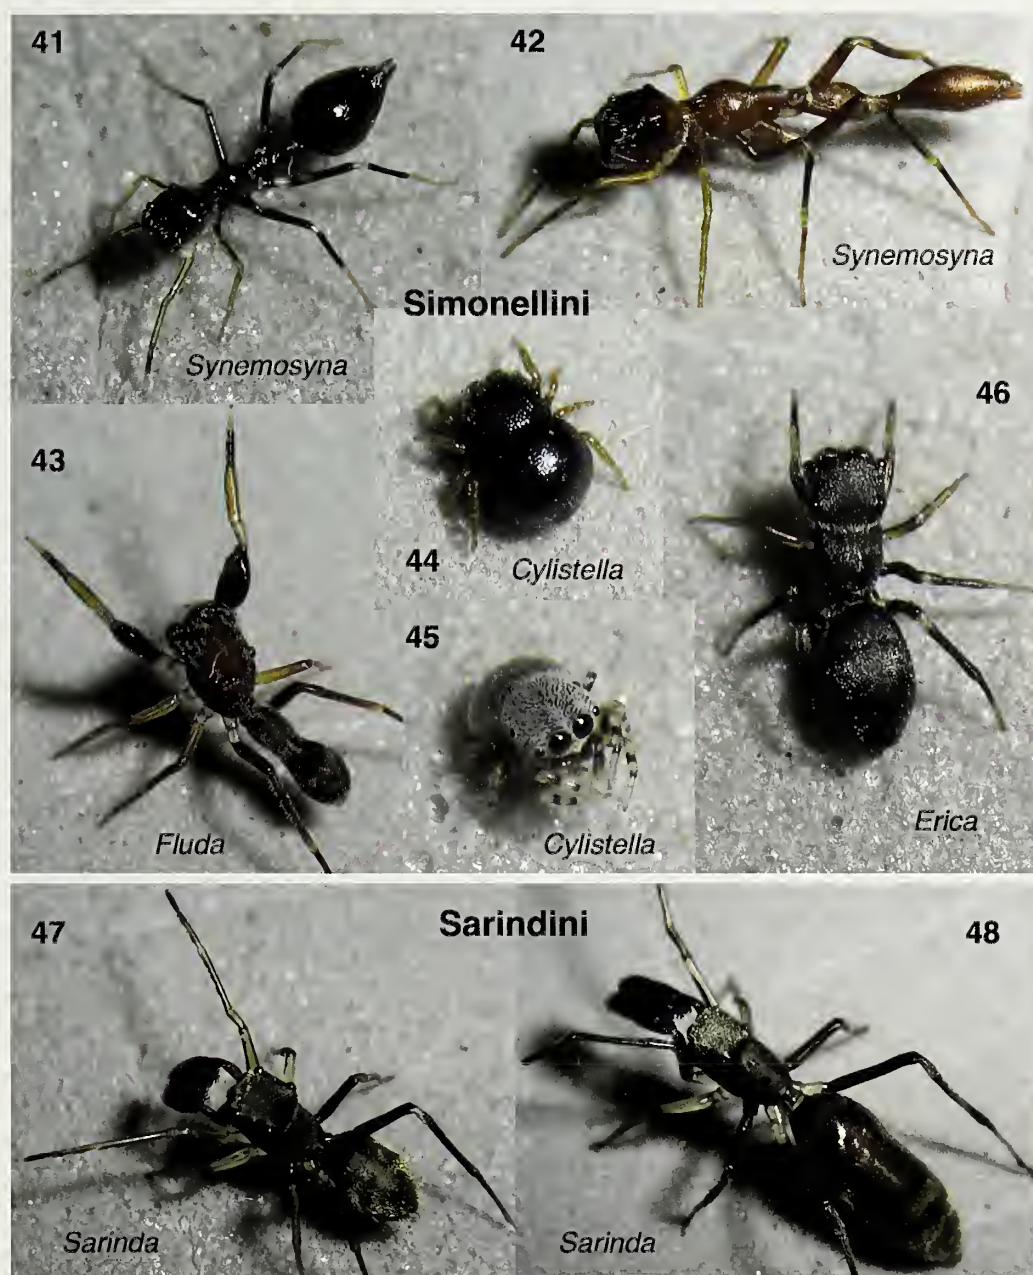 41
42
Synemosyna
Simonellini
Synemosyna
46
43
44
Cylistella
45
Erica
Fluda
Cylistella
47
Sarindini
48
Sarinda
Sarinda